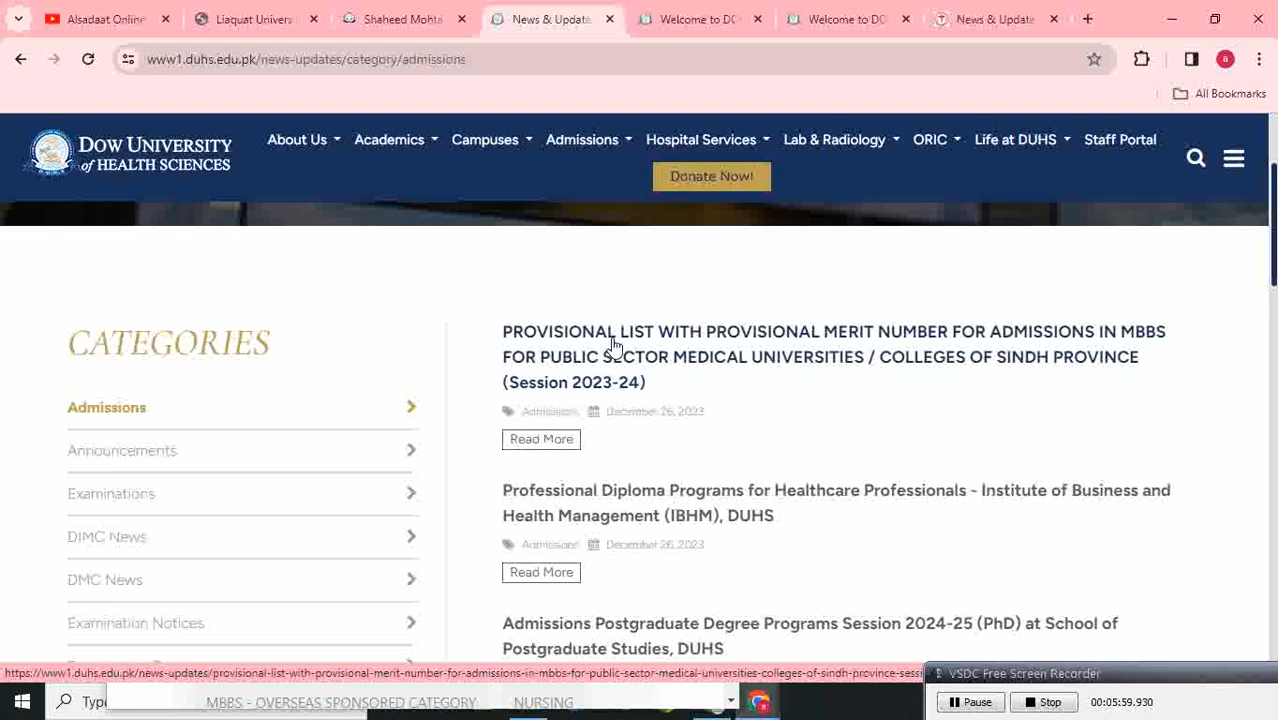 Alsadaat Online
Liaquat Univers
Shaheed Mohta
News & Update
Welcome to DO
Welcome to DO
News & Update
www1.duhs.edu.pk/news-updates/category/admissions
8
All Bookmarks
DOW UNIVERSITY
of HEALTH SCIENCES
About Us
Academics
Campuses
Admissions
Hospital Services
Lab & Radiology
ORIC
Life at DUHS
Staff Portal
Donate Now!
CATEGORIES
Admissions
Announcements
Examinations
DIMC News
DMC News
Examination Notices
PROVISIONAL LIST WITH PROVISIONAL MERIT NUMBER FOR ADMISSIONS IN MBBS
FOR PUBLIC SECTOR MEDICAL UNIVERSITIES / COLLEGES OF SINDH PROVINCE
(Session 2023-24)
Admissions December 26, 2023
Read More
Professional Diploma Programs for Healthcare Professionals - Institute of Business and
Health Management (IBHM), DUHS
Admissions December 26, 2023
Read More
Admissions Postgraduate Degree Programs Session 2024-25 (PhD) at School of
Postgraduate Studies, DUHS
https://www1.duhs.edu.pk/news-updates/provisional-list-with-provisional-merit-number-for-admissions-in-mbbs-for-public-sector-medical-universities-colleges-of-sindh-province-sessi
VSDC Free Screen Recorder
Pause
Stop
00:05:59.930
Type
MBBS - OVERSEAS SPONSORED CATEGORY
NURSING